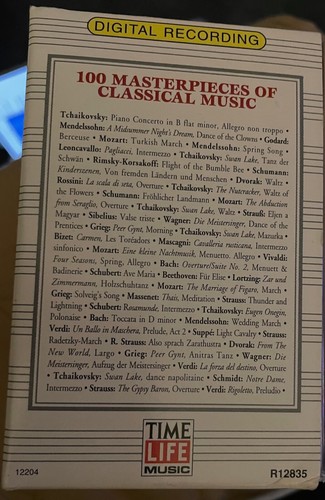 DIGITAL RECORDING
100 MASTERPIECES OF
CLASSICAL MUSIC
Tchaikovsky: Piano Concerto in B flat minor, Allegro non troppo •
Mendelssohn: A Midsummer Night's Dream, Dance of the Clowns • Godard:
Berceuse • Mozart: Turkish March • Mendelssohn: Spring Song •
Leoncavallo: Pagliacci, Intermezzo • Tchaikovsky: Swan Lake, Tanz der
Schwän • Rimsky-Korsakoff: Flight of the Bumble Bee • Schumann:
Kinderszenen, Von fremden Ländern und Menschen • Dvorak: Waltz •
Rossini: La scala di seta, Overture • Tchaikovsky: The Nutcracker, Waltz of
the Flowers • Schumann: Fröhlicher Landmann • Mozart: The Abduction
from Seraglio, Overture • Tchaikovsky: Swan Lake, Waltz • Strauß: Eljen a
Magyar • Sibelius: Valse triste • Wagner: Die Meistersinger, Dance of the
Prentices • Grieg: Peer Gynt, Morning • Tchaikovsky: Swan Lake, Mazurka •
Bizet: Carmen, Les Toréadors • Mascagni: Cavalleria rusticana, Intermezzo
sinfonico • Mozart: Eine kleine Nachtmusik, Menuetto, Allegro • Vivaldi:
Four Seasons, Spring, Allegro • Bach: OvertureSuite No. 2, Menuett &
Badinerie • Schubert: Ave Maria • Beethoven: Für Elise • Lortzing: Zar und
Zimmermann, Holzschuhtanz • Mozart: The Marriage of Figaro, March •
Grieg: Solveig's Song • Massenet: Thais, Meditation • Strauss: Thunder and
Lightning • Schubert: Rosamunde, Intermezzo • Tchaikovsky: Eugen Onegin,
Polonaise • Bach: Toccara in D minor • Mendelssohn: Wedding March •
Verdi: Un Ballo in Maschera, Prelude, Act 2 • Suppé: Light Cavalry • Strauss:
Radetzky-March • R. Strauss: Also sprach Zarathustra • Dvorak: From The
New World, Largo • Grieg: Peer Gynt, Anitras Tanz • Wagner: Die
Meistersinger, Aufzug der Meistersinger • Verdi: La forza del destino, Overture
• Tchaikovsky: Swan Lake, dance napolitaine • Schmidt: Notre Dame,
Intermezzo • Strauss: The Gypsy Baron, Overture • Verdi: Rigoletto, Preludio •
TIME
LIFE
MUSIC
12204
R12835